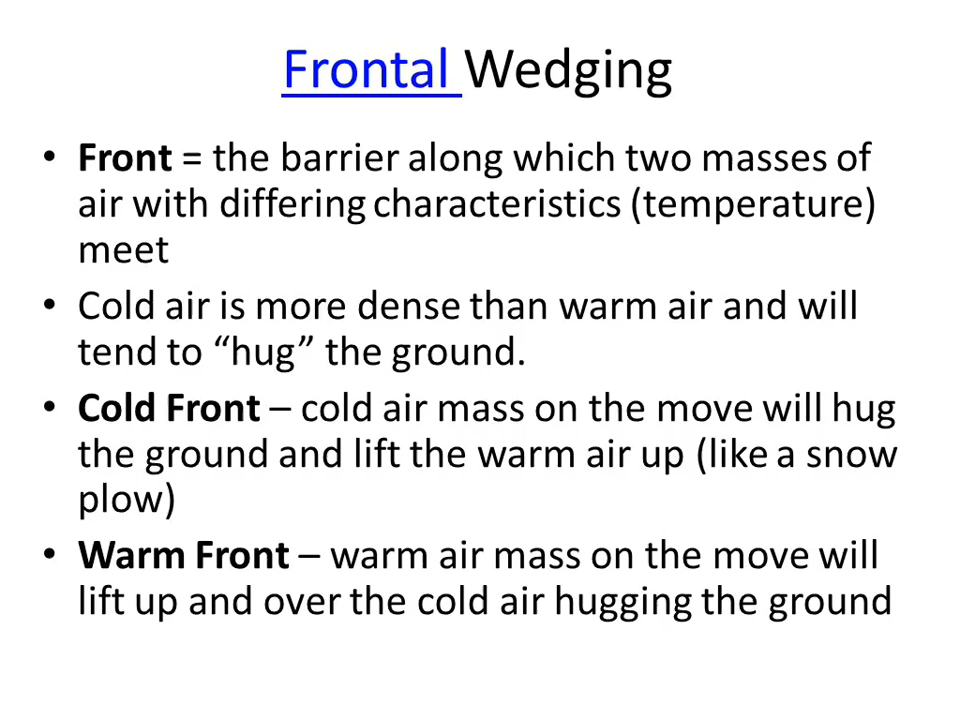 Frontal Wedging
• Front = the barrier along which two masses of
air with differing characteristics (temperature)
meet
• Cold air is more dense than warm air and will
tend to “hug” the ground.
• Cold Front – cold air mass on the move will hug
the ground and lift the warm air up (like a snow
plow)
• Warm Front – warm air mass on the move will
lift up and over the cold air hugging the ground